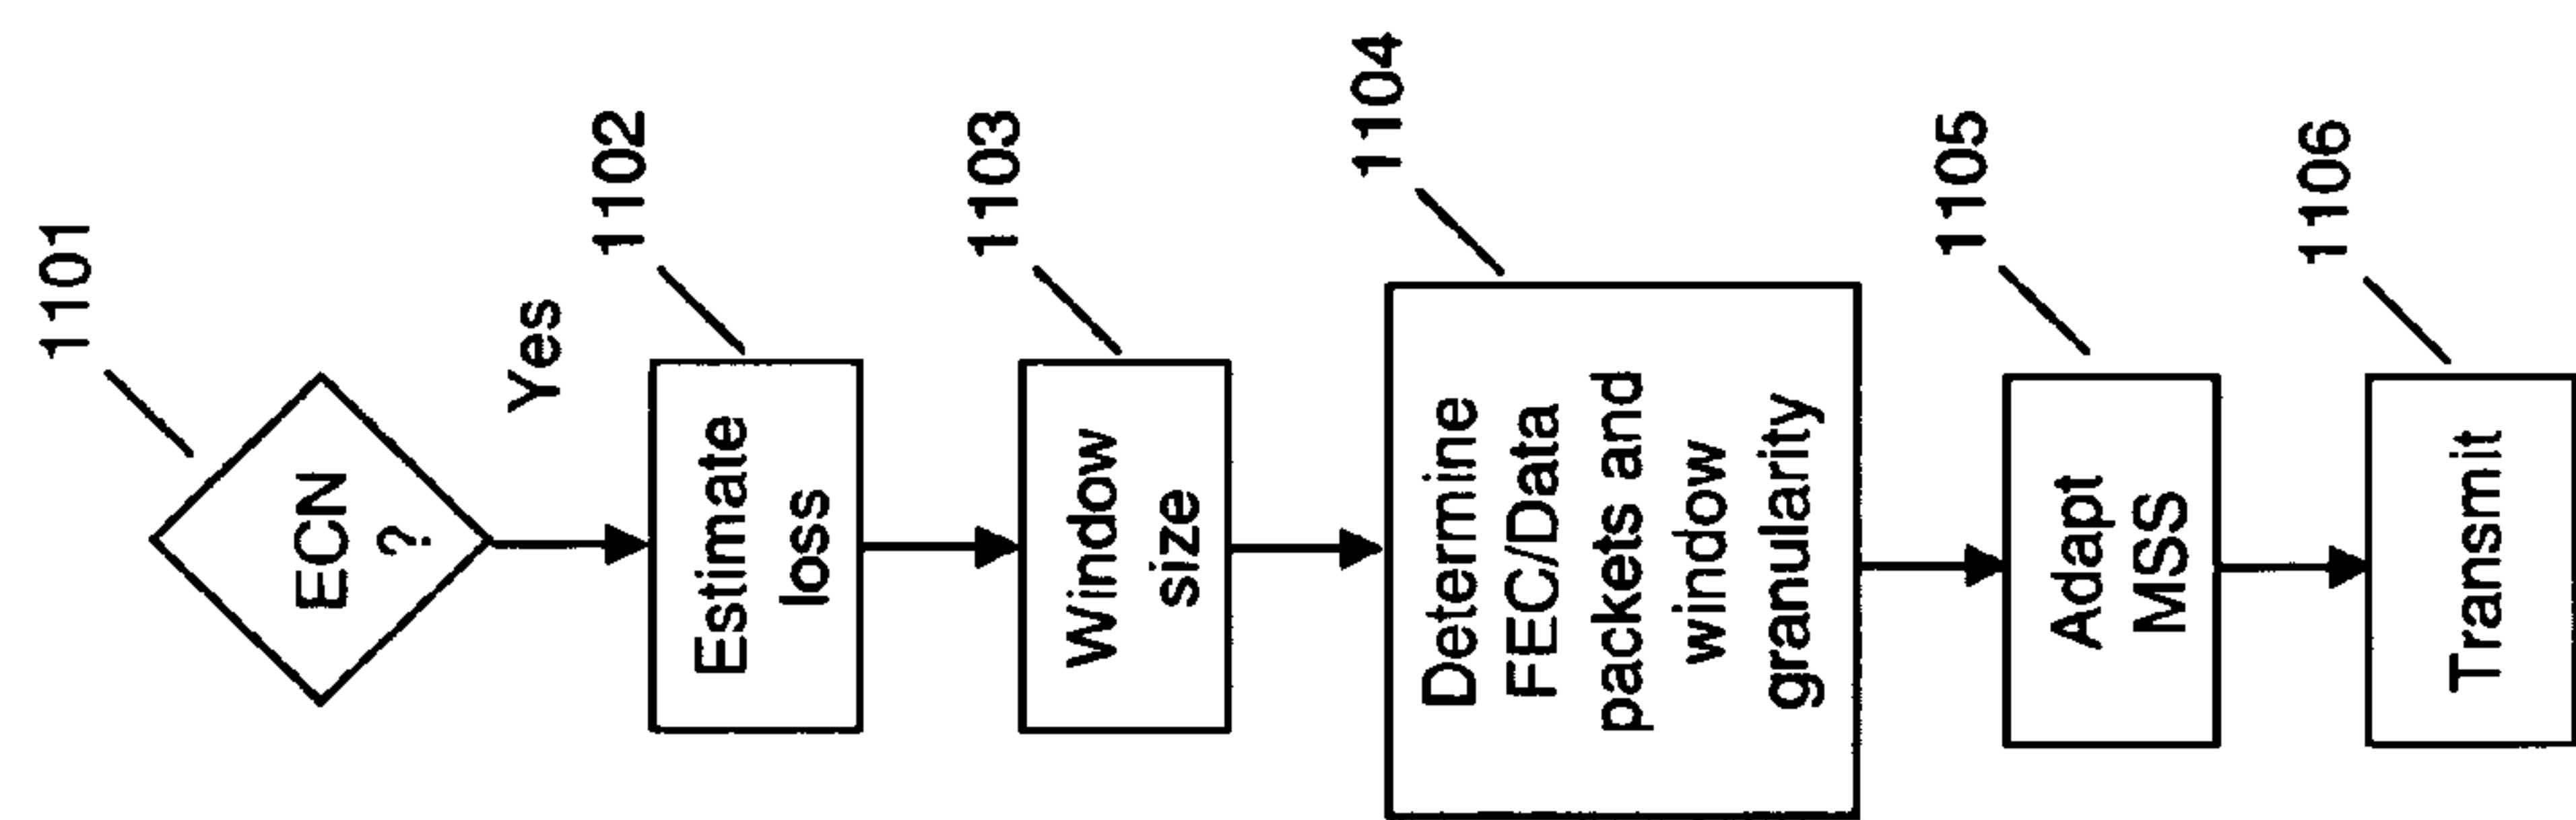 1101
ECN
?
Yes
1102
Estimate
loss
1103
Window
size
1104
Determine
FEC/Data
packets and
window
granularity
1105
Adapt
MSS
1106
Transmit